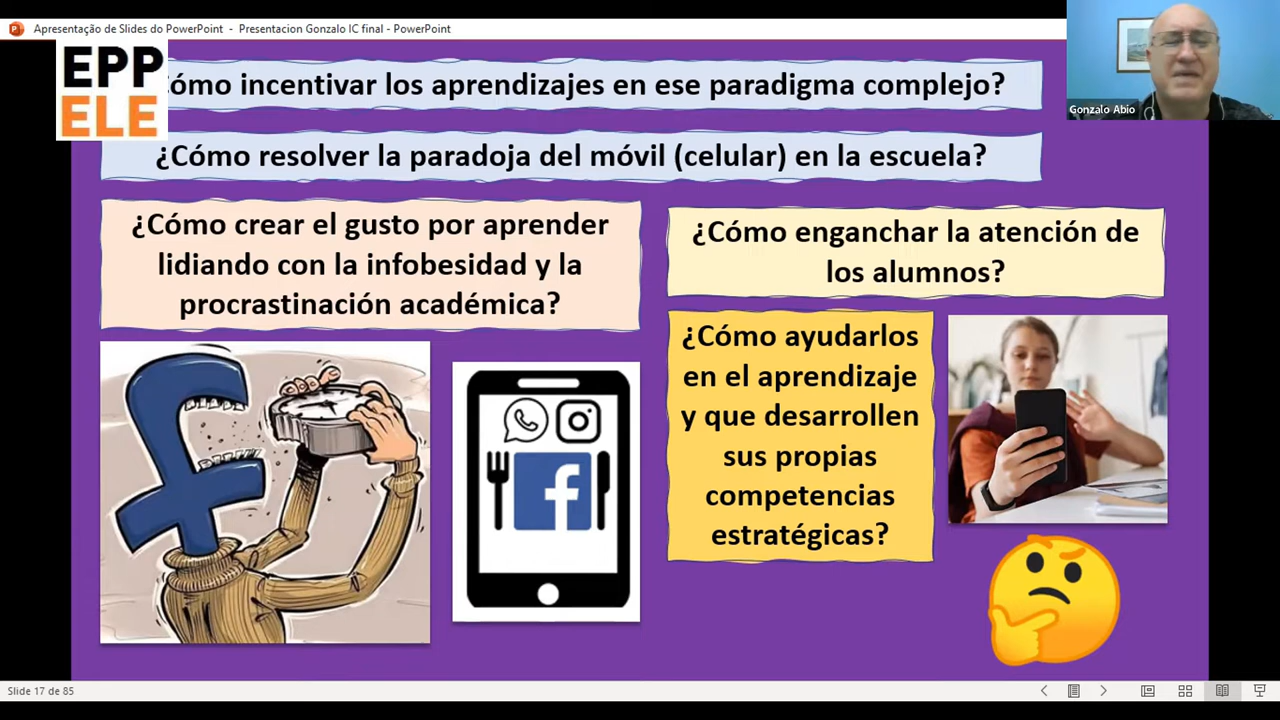 Apresentação de Slides do PowerPoint - Presentacion Gonzalo IC final - PowerPoint
EPP
ELE
ómo incentivar los aprendizajes en ese paradigma complejo?
Gonzalo Abio
¿Cómo resolver la paradoja del móvil (celular) en la escuela?
¿Cómo crear el gusto por aprender
lidiando con la infobesidad y la
procrastinación académica?
¿Cómo enganchar la atención de
los alumnos?
¿Cómo ayudarlos
en el aprendizaje
y que desarrollen
sus propias
competencias
estratégicas?
Slide 17 de 85